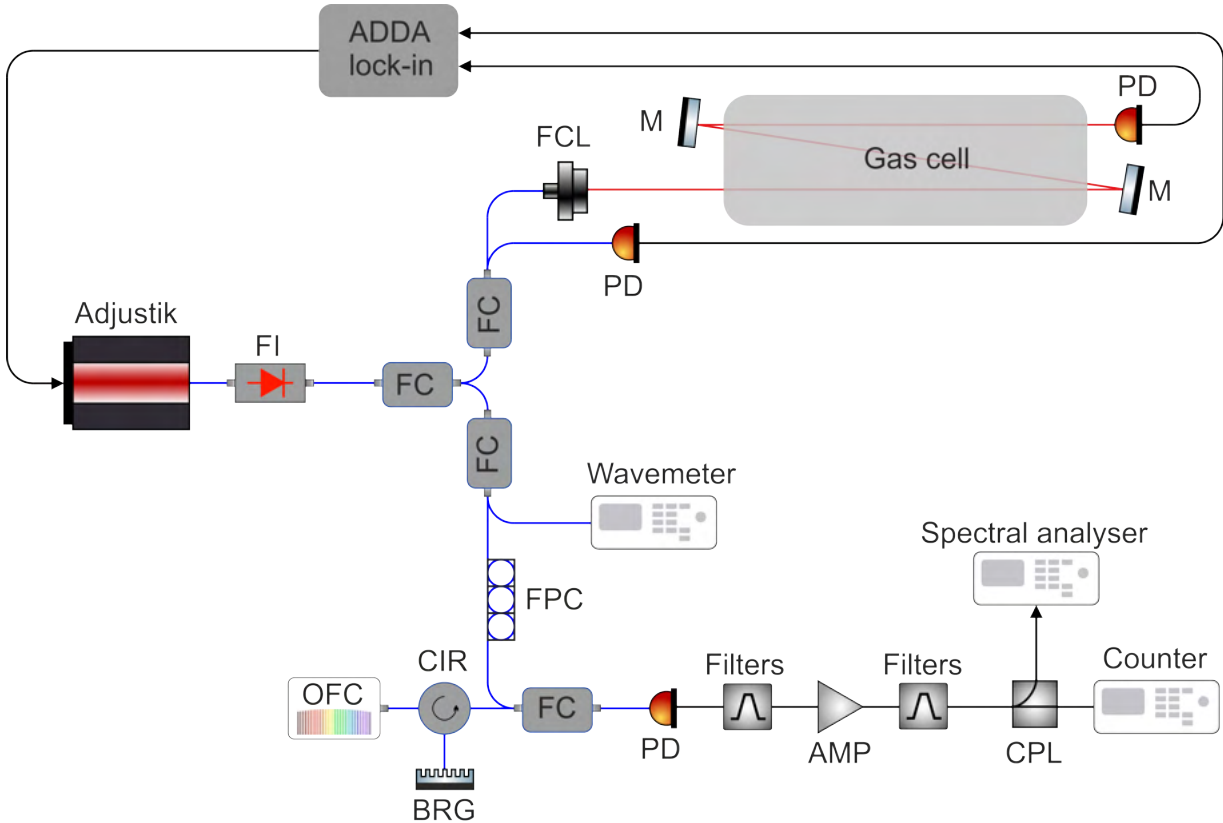 ADDA
lock-in
PD
M
FCL
Gas cell
M
PD
FC
Adjustik
FI
FC
FC
Wavemeter
Spectral analyser
FPC
CIR
Filters
Filters
Counter
OFC
FC
PD
AMP
CPL
BRG